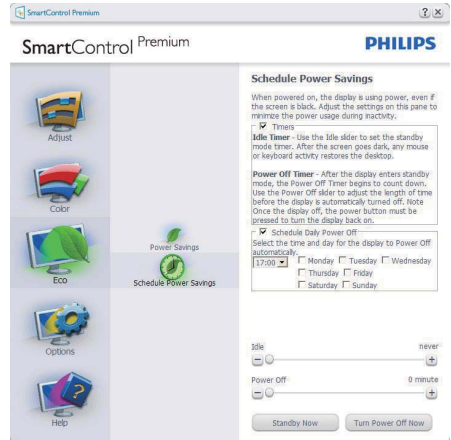 SmartControl Premium
SmartControl Premium
PHILIPS
Adjust
Color
Eco
Options
Help
Power Savings
Schedule Power Savings
Schedule Power Savings
When powered on, the display is using power, even if
the screen is black. Adjust the settings on this pane to
minimize the power usage during inactivity.
Timers
Idle Timer - Use the Idle slider to set the standby
mode timer. After the screen goes dark, any mouse
or keyboard activity restores the desktop.
Power Off Timer - After the display enters standby
mode, the Power Off Timer begins to count down.
Use the Power Off slider to adjust the length of time
before the display is automatically turned off. Note
Once the display off, the power button must be
pressed to turn the display back on.
Schedule Daily Power Off
Select the time and day for the display to Power Off
automatically.
17:00 Monday Tuesday Wednesday
Thursday Friday
Saturday Sunday
Idle never
Power Off 0 minute
Standby Now Turn Power Off Now